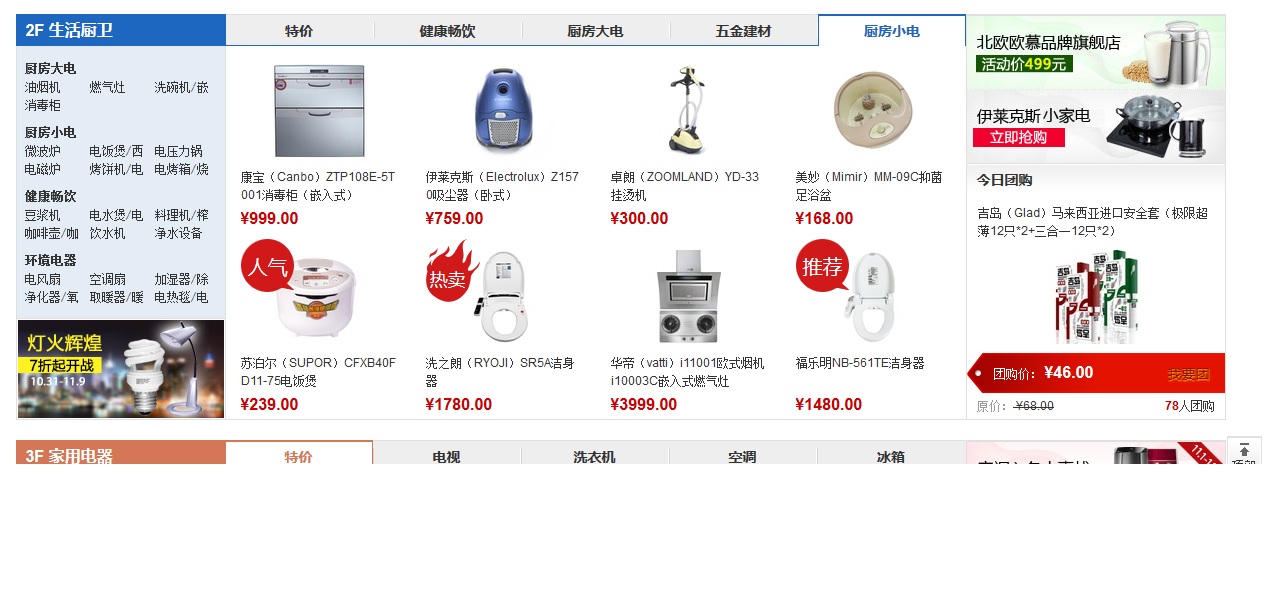 2F 生活厨卫
特价
健康畅饮
厨房大电
五金建材
厨房小电
厨房大电
油烟机 燃气灶 洗碗机/嵌
消毒柜
厨房小电
微波炉 电饭煲/西 电压力锅
电磁炉 烤饼机/电 电烤箱/烧
健康畅饮
豆浆机 电水煲/电 料理机/榨
咖啡壶/咖 饮水机 净水设备
环境电器
电风扇 空调扇 加湿器/除
净化器/氧 取暖器/暖 电热毯/电
灯火辉煌
7折起开战
10.31-11.9
康宝（Canbo）ZTP108E-5T
001消毒柜（嵌入式）
¥999.00
伊莱克斯（Electrolux）Z157
0吸尘器（卧式）
¥759.00
卓朗（ZOOMLAND）YD-33
挂烫机
¥300.00
美妙（Mimir）MM-09C抑菌
足浴盆
¥168.00
人气
苏泊尔（SUPOR）CFXB40F
D11-75电饭煲
¥239.00
热卖
洗之朗（RYOJI）SR5A洁身
器
¥1780.00
华帝（vatti）i11001欧式烟机
i10003C嵌入式燃气灶
¥3999.00
推荐
福乐明NB-561TE洁身器
¥1480.00
北欧欧慕品牌旗舰店
活动价499元
伊莱克斯小家电
立即抢购
今日团购
吉岛（Glad）马来西亚进口安全套（极限超
薄12只*2+三合一12只*2）
团购价：¥46.00 我要团
原价：¥68.00 78人团购
3F 家用电器
特价
电视
洗衣机
空调
冰箱